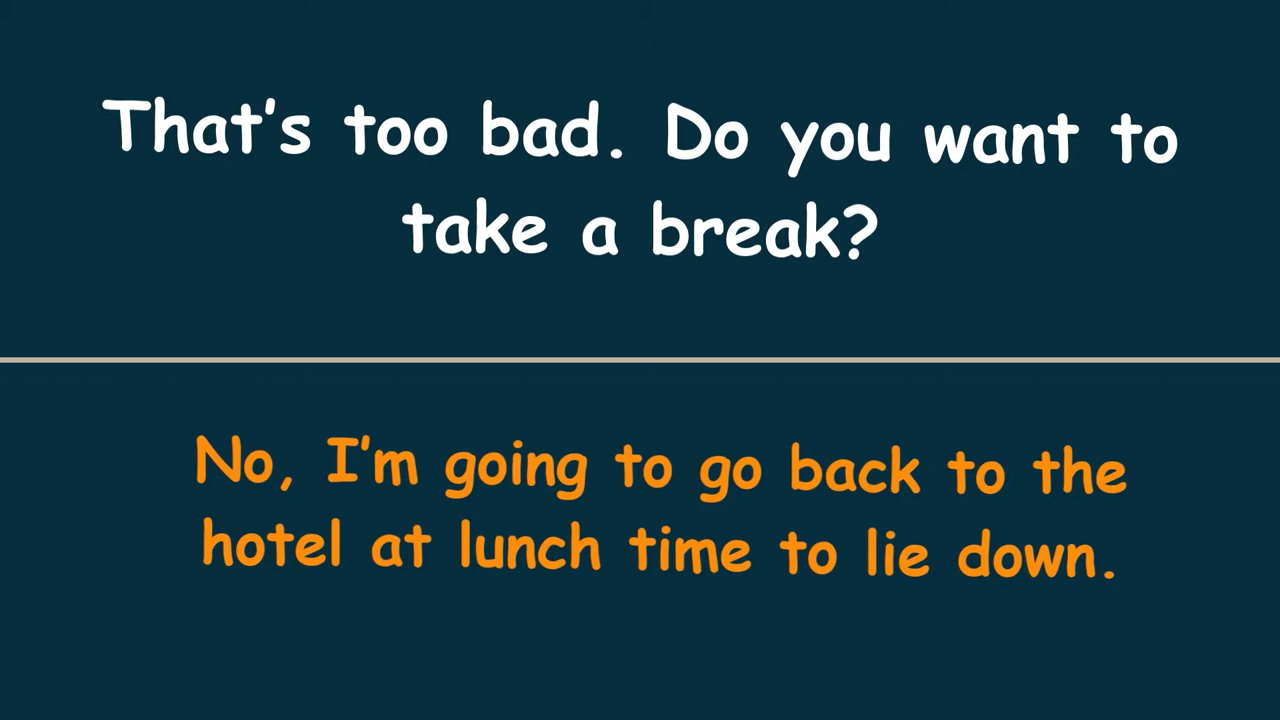 That's too bad. Do you want to
take a break?
No, I'm going to go back to the
hotel at lunch time to lie down.